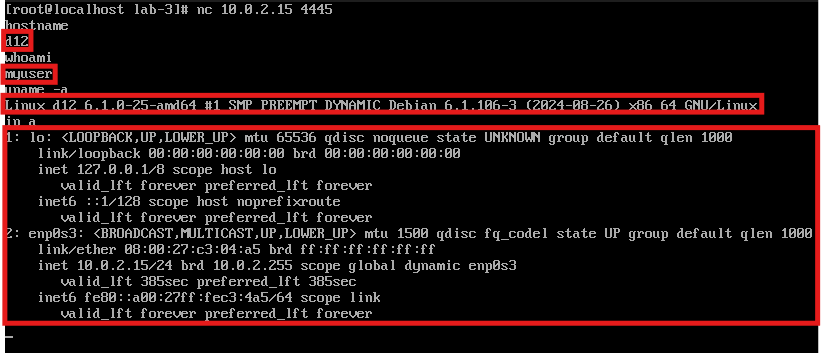 [root@localhost lab-3]# nc 10.0.2.15 4445
hostname
d12
whoami
myuser
uname -a
Linux d12 6.1.0-25-amd64 #1 SMP PREEMPT_DYNAMIC Debian 6.1.106-3 (2024-08-26) x86_64 GNU/Linux
ip a
1: lo: <LOOPBACK,UP,LOWER_UP> mtu 65536 qdisc noqueue state UNKNOWN group default qlen 1000
    link/loopback 00:00:00:00:00:00 brd 00:00:00:00:00:00
    inet 127.0.0.1/8 scope host lo
       valid_lft forever preferred_lft forever
    inet6 ::1/128 scope host noprefixroute
       valid_lft forever preferred_lft forever
2: enp0s3: <BROADCAST,MULTICAST,UP,LOWER_UP> mtu 1500 qdisc fq_codel state UP group default qlen 1000
    link/ether 08:00:27:c3:04:a5 brd ff:ff:ff:ff:ff:ff
    inet 10.0.2.15/24 brd 10.0.2.255 scope global dynamic enp0s3
       valid_lft 385sec preferred_lft 385sec
    inet6 fe80::a00:27ff:fec3:4a5/64 scope link
       valid_lft forever preferred_lft forever